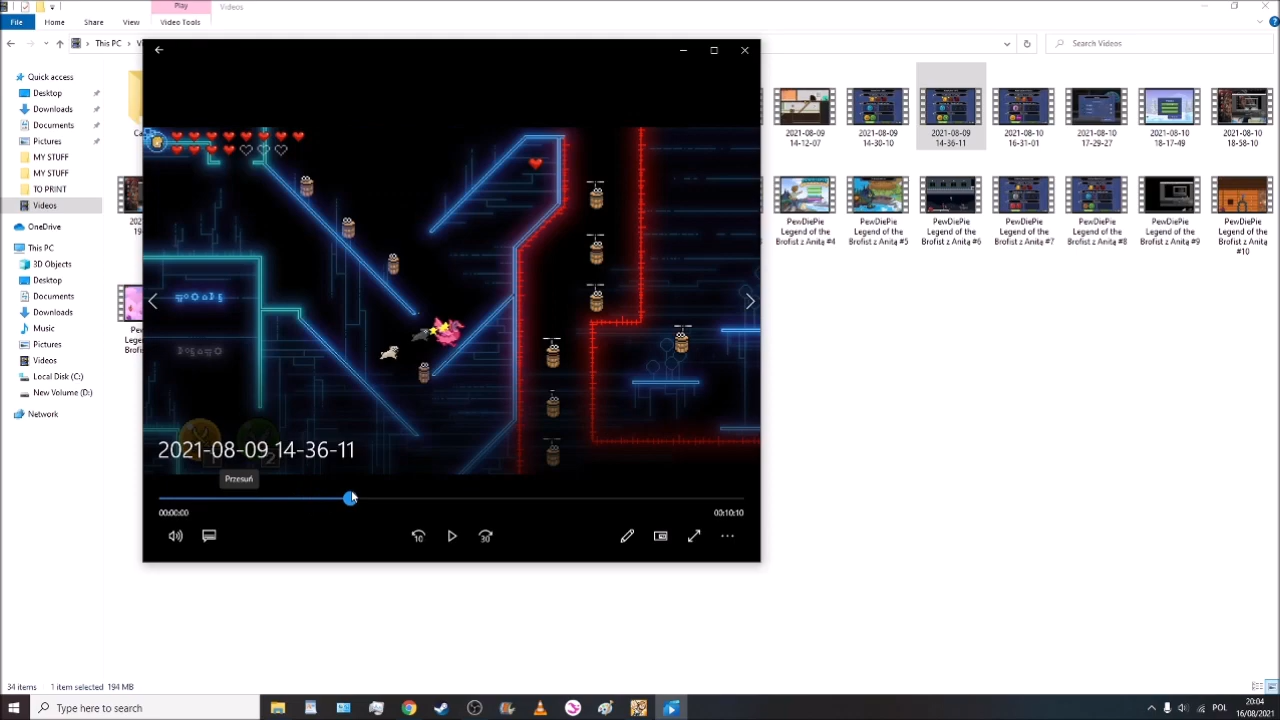 Play
Videos
File
Home
Share
View
Video Tools
This PC
Search Videos
Quick access
Desktop
Downloads
Documents
Pictures
MY STUFF
MY STUFF
TO PRINT
Videos
OneDrive
This PC
3D Objects
Desktop
Documents
Downloads
Music
Pictures
Videos
Local Disk (C:)
New Volume (D:)
Network
2021-08-09
14-12-07
2021-08-09
14-30-10
2021-08-09
14-36-11
2021-08-10
16-31-01
2021-08-10
17-29-27
2021-08-10
18-17-49
2021-08-10
18-58-10
PewDiePie
Legend of the
Brofist z Anitą #4
PewDiePie
Legend of the
Brofist z Anitą #5
PewDiePie
Legend of the
Brofist z Anitą #6
PewDiePie
Legend of the
Brofist z Anitą #7
PewDiePie
Legend of the
Brofist z Anitą #8
PewDiePie
Legend of the
Brofist z Anitą #9
PewDiePie
Legend of the
Brofist z Anitą
#10
2021-08-09 14-36-11
Przesuń
00:00:00
00:10:10
10
30
34 items
1 item selected 194 MB
Type here to search
POL
20:04
16/08/2021